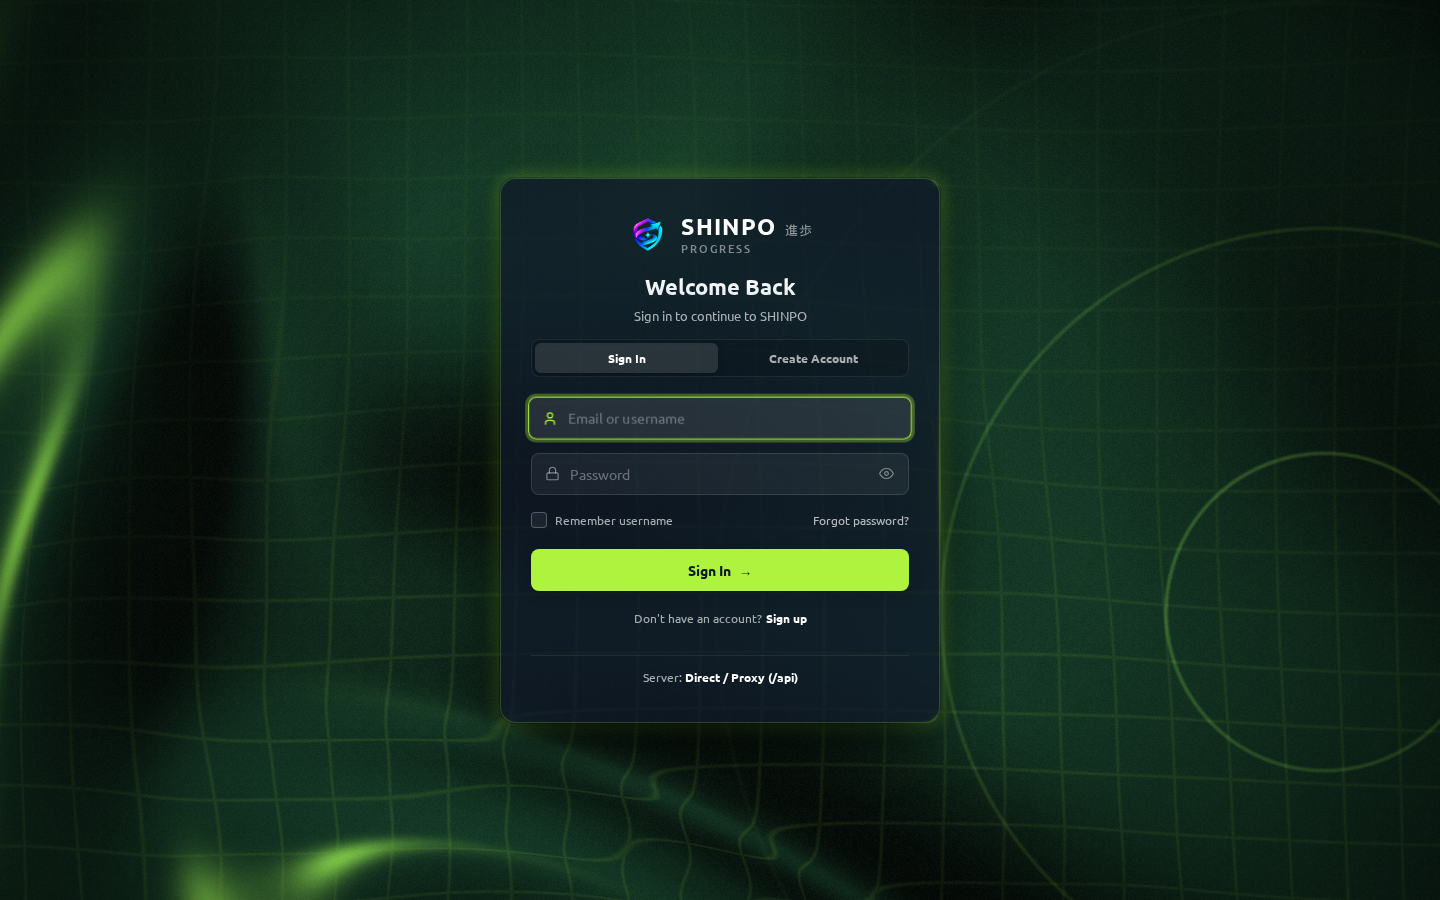 SHINPO 進歩
PROGRESS
Welcome Back
Sign in to continue to SHINPO
Sign In
Create Account
Email or username
Password
Remember username
Forgot password?
Sign In →
Don't have an account? Sign up
Server: Direct / Proxy (/api)